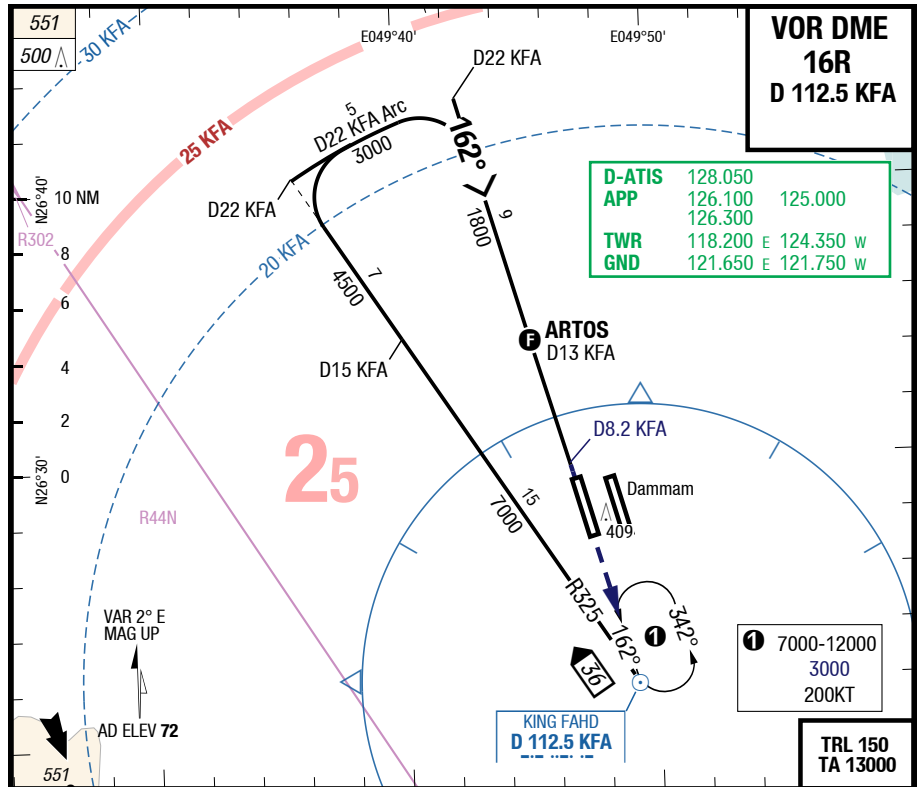 551
500
30 KFA
E049°40'
E049°50'
D22 KFA
VOR DME
16R
D 112.5 KFA
25 KFA
5
D22 KFA Arc
3000
162°
D22 KFA
N26°40'
10 NM
R302
8
6
4
2
0
N26°30'
20 KFA
7
4500
9
1800
D-ATIS 128.050
APP 126.100 125.000
126.300
TWR 118.200 E 124.350 W
GND 121.650 E 121.750 W
F ARTOS
D13 KFA
D15 KFA
D8.2 KFA
25
Dammam
409
15
7000
R44N
R325
162°
342°
1
36
VAR 2° E
MAG UP
AD ELEV 72
551
KING FAHD
D 112.5 KFA
1 7000-12000
3000
200KT
TRL 150
TA 13000